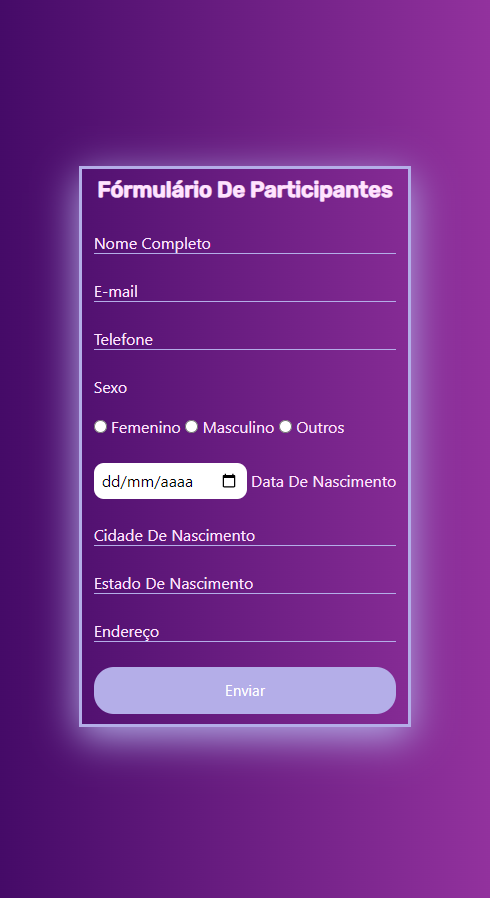 Fórmulário De Participantes
Nome Completo
E-mail
Telefone
Sexo
Femenino Masculino Outros
dd/mm/aaaa Data De Nascimento
Cidade De Nascimento
Estado De Nascimento
Endereço
Enviar